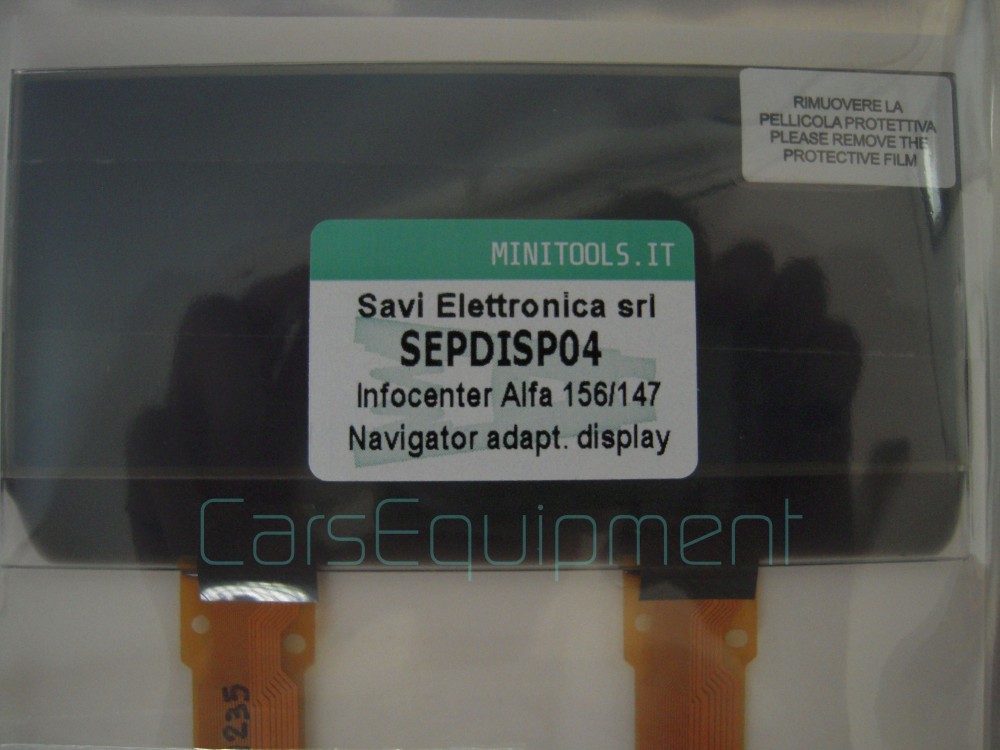 RIMUOVERE LA
PELLICOLA PROTETTIVA
PLEASE REMOVE THE
PROTECTIVE FILM
MINITOOLS.IT
Savi Elettronica srl
SEPDISP04
Infocenter Alfa 156/147
Navigator adapt. display
CarsEquipment
1235